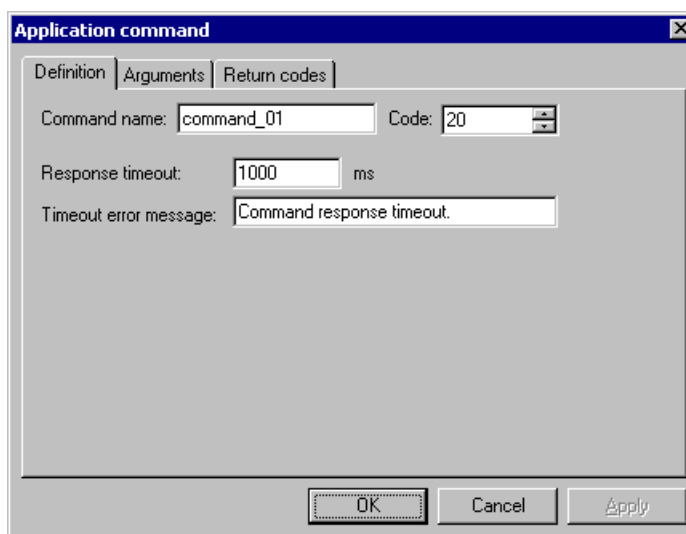 Application command
Definition Arguments Return codes
Command name: command_01 Code: 20
Response timeout: 1000 ms
Timeout error message: Command response timeout.
OK Cancel Apply